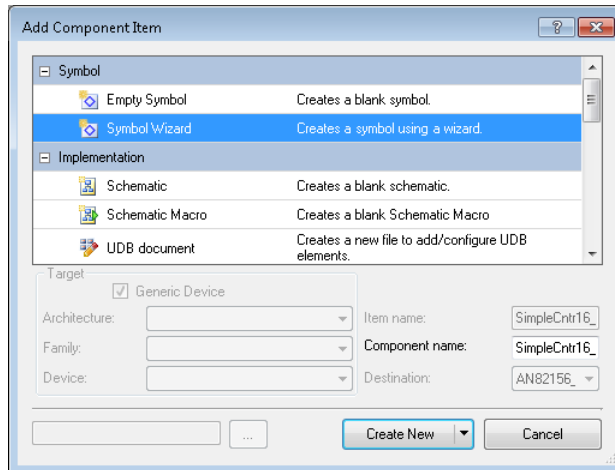 Add Component Item
Symbol
Empty Symbol Creates a blank symbol.
Symbol Wizard Creates a symbol using a wizard.
Implementation
Schematic Creates a blank schematic.
Schematic Macro Creates a blank Schematic Macro
UDB document Creates a new file to add/configure UDB
elements.
Target
Generic Device
Architecture: Item name: SimpleCntr16_
Family: Component name: SimpleCntr16_
Device: Destination: AN82156_
... Create New Cancel